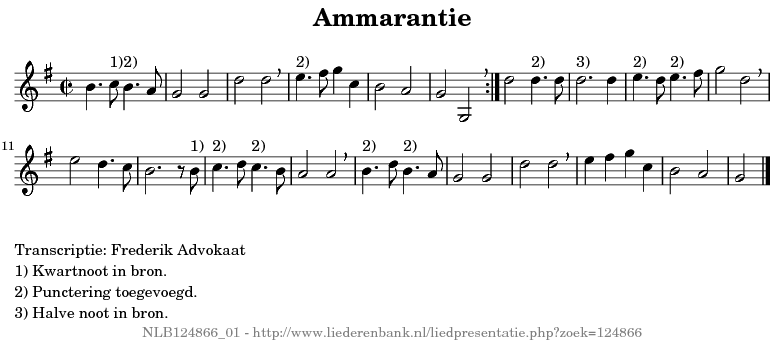 Ammarantie
1) 2) 2) 2) 3) 2) 2)
11 1) 2) 2) 2) 2)
Transcriptie: Frederik Advokaat
1) Kwartnoot in bron.
2) Punctering toegevoegd.
3) Halve noot in bron.
NLB124866_01 - http://www.liederenbank.nl/liedpresentatie.php?zoek=124866